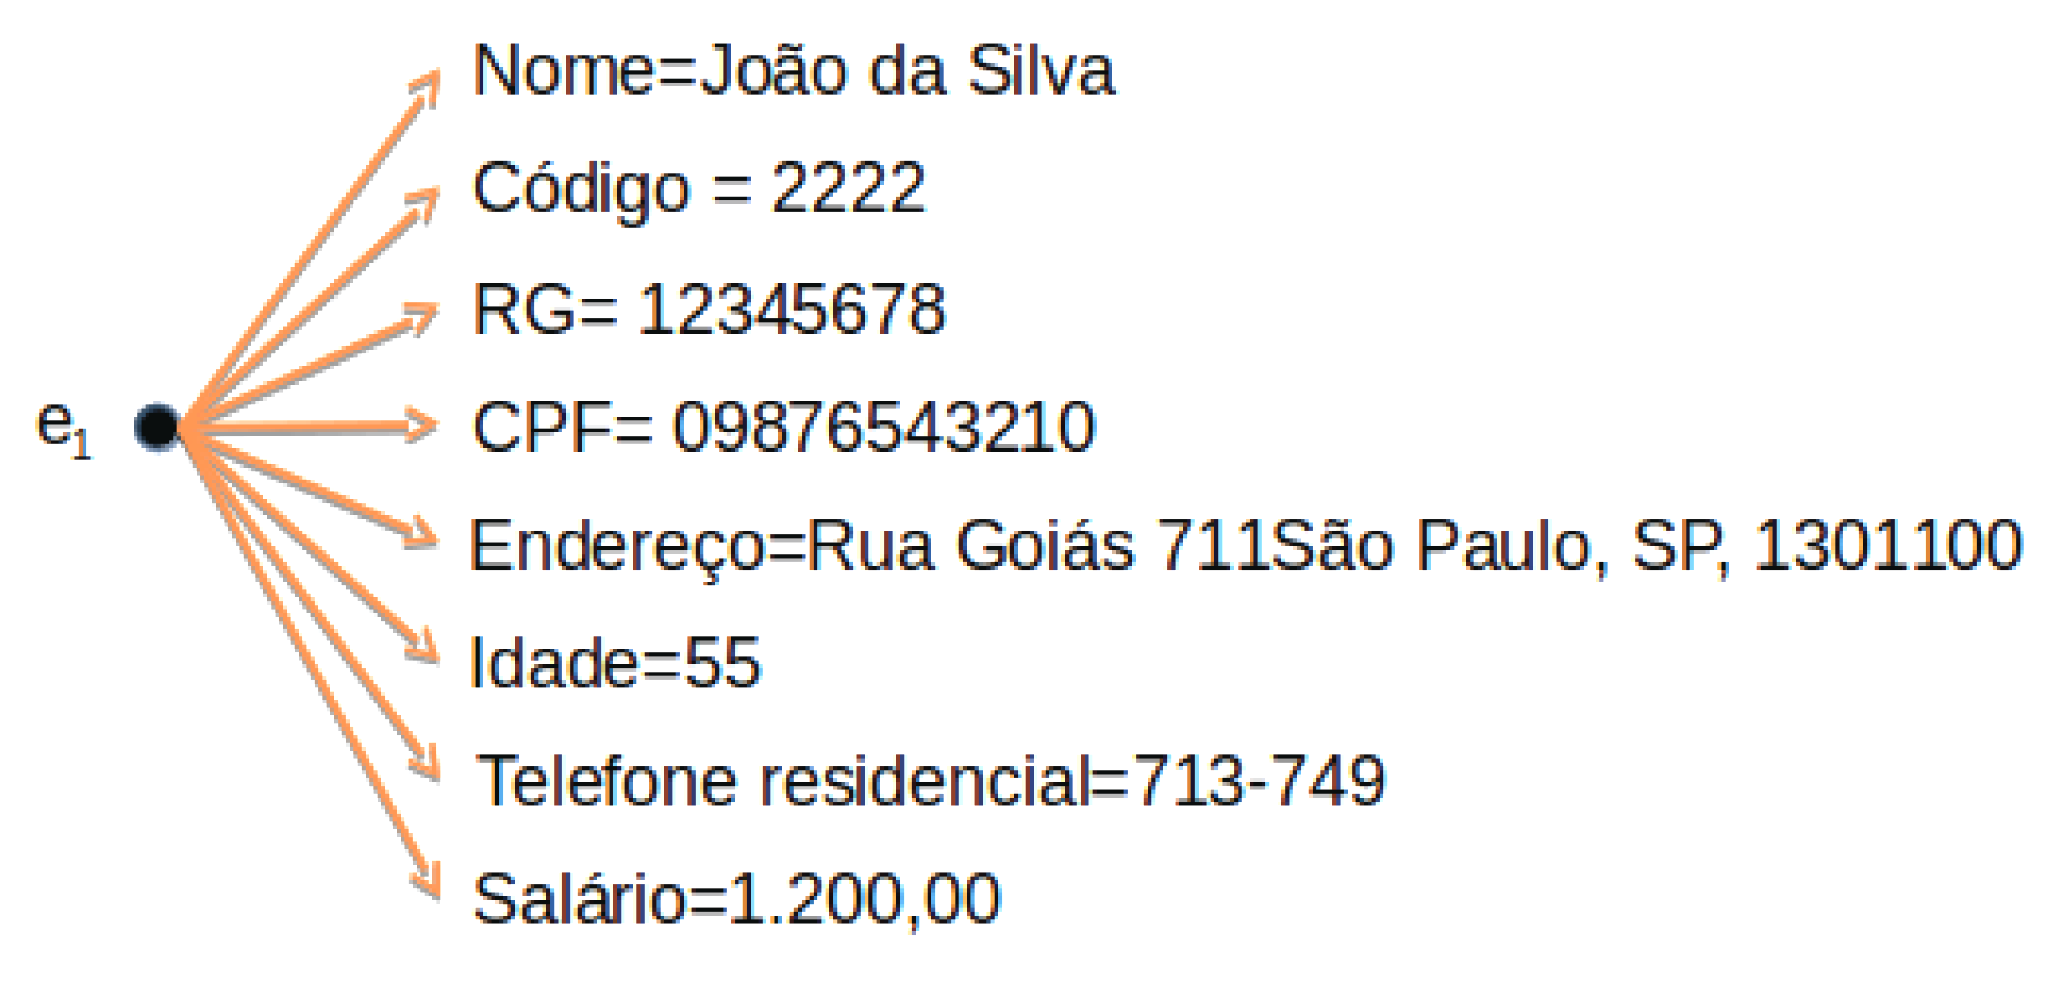 Nome=João da Silva
Código = 2222
RG= 12345678
e1
CPF= 09876543210
Endereço=Rua Goiás 711São Paulo, SP, 1301100
Idade=55
Telefone residencial=713-749
Salário=1.200,00